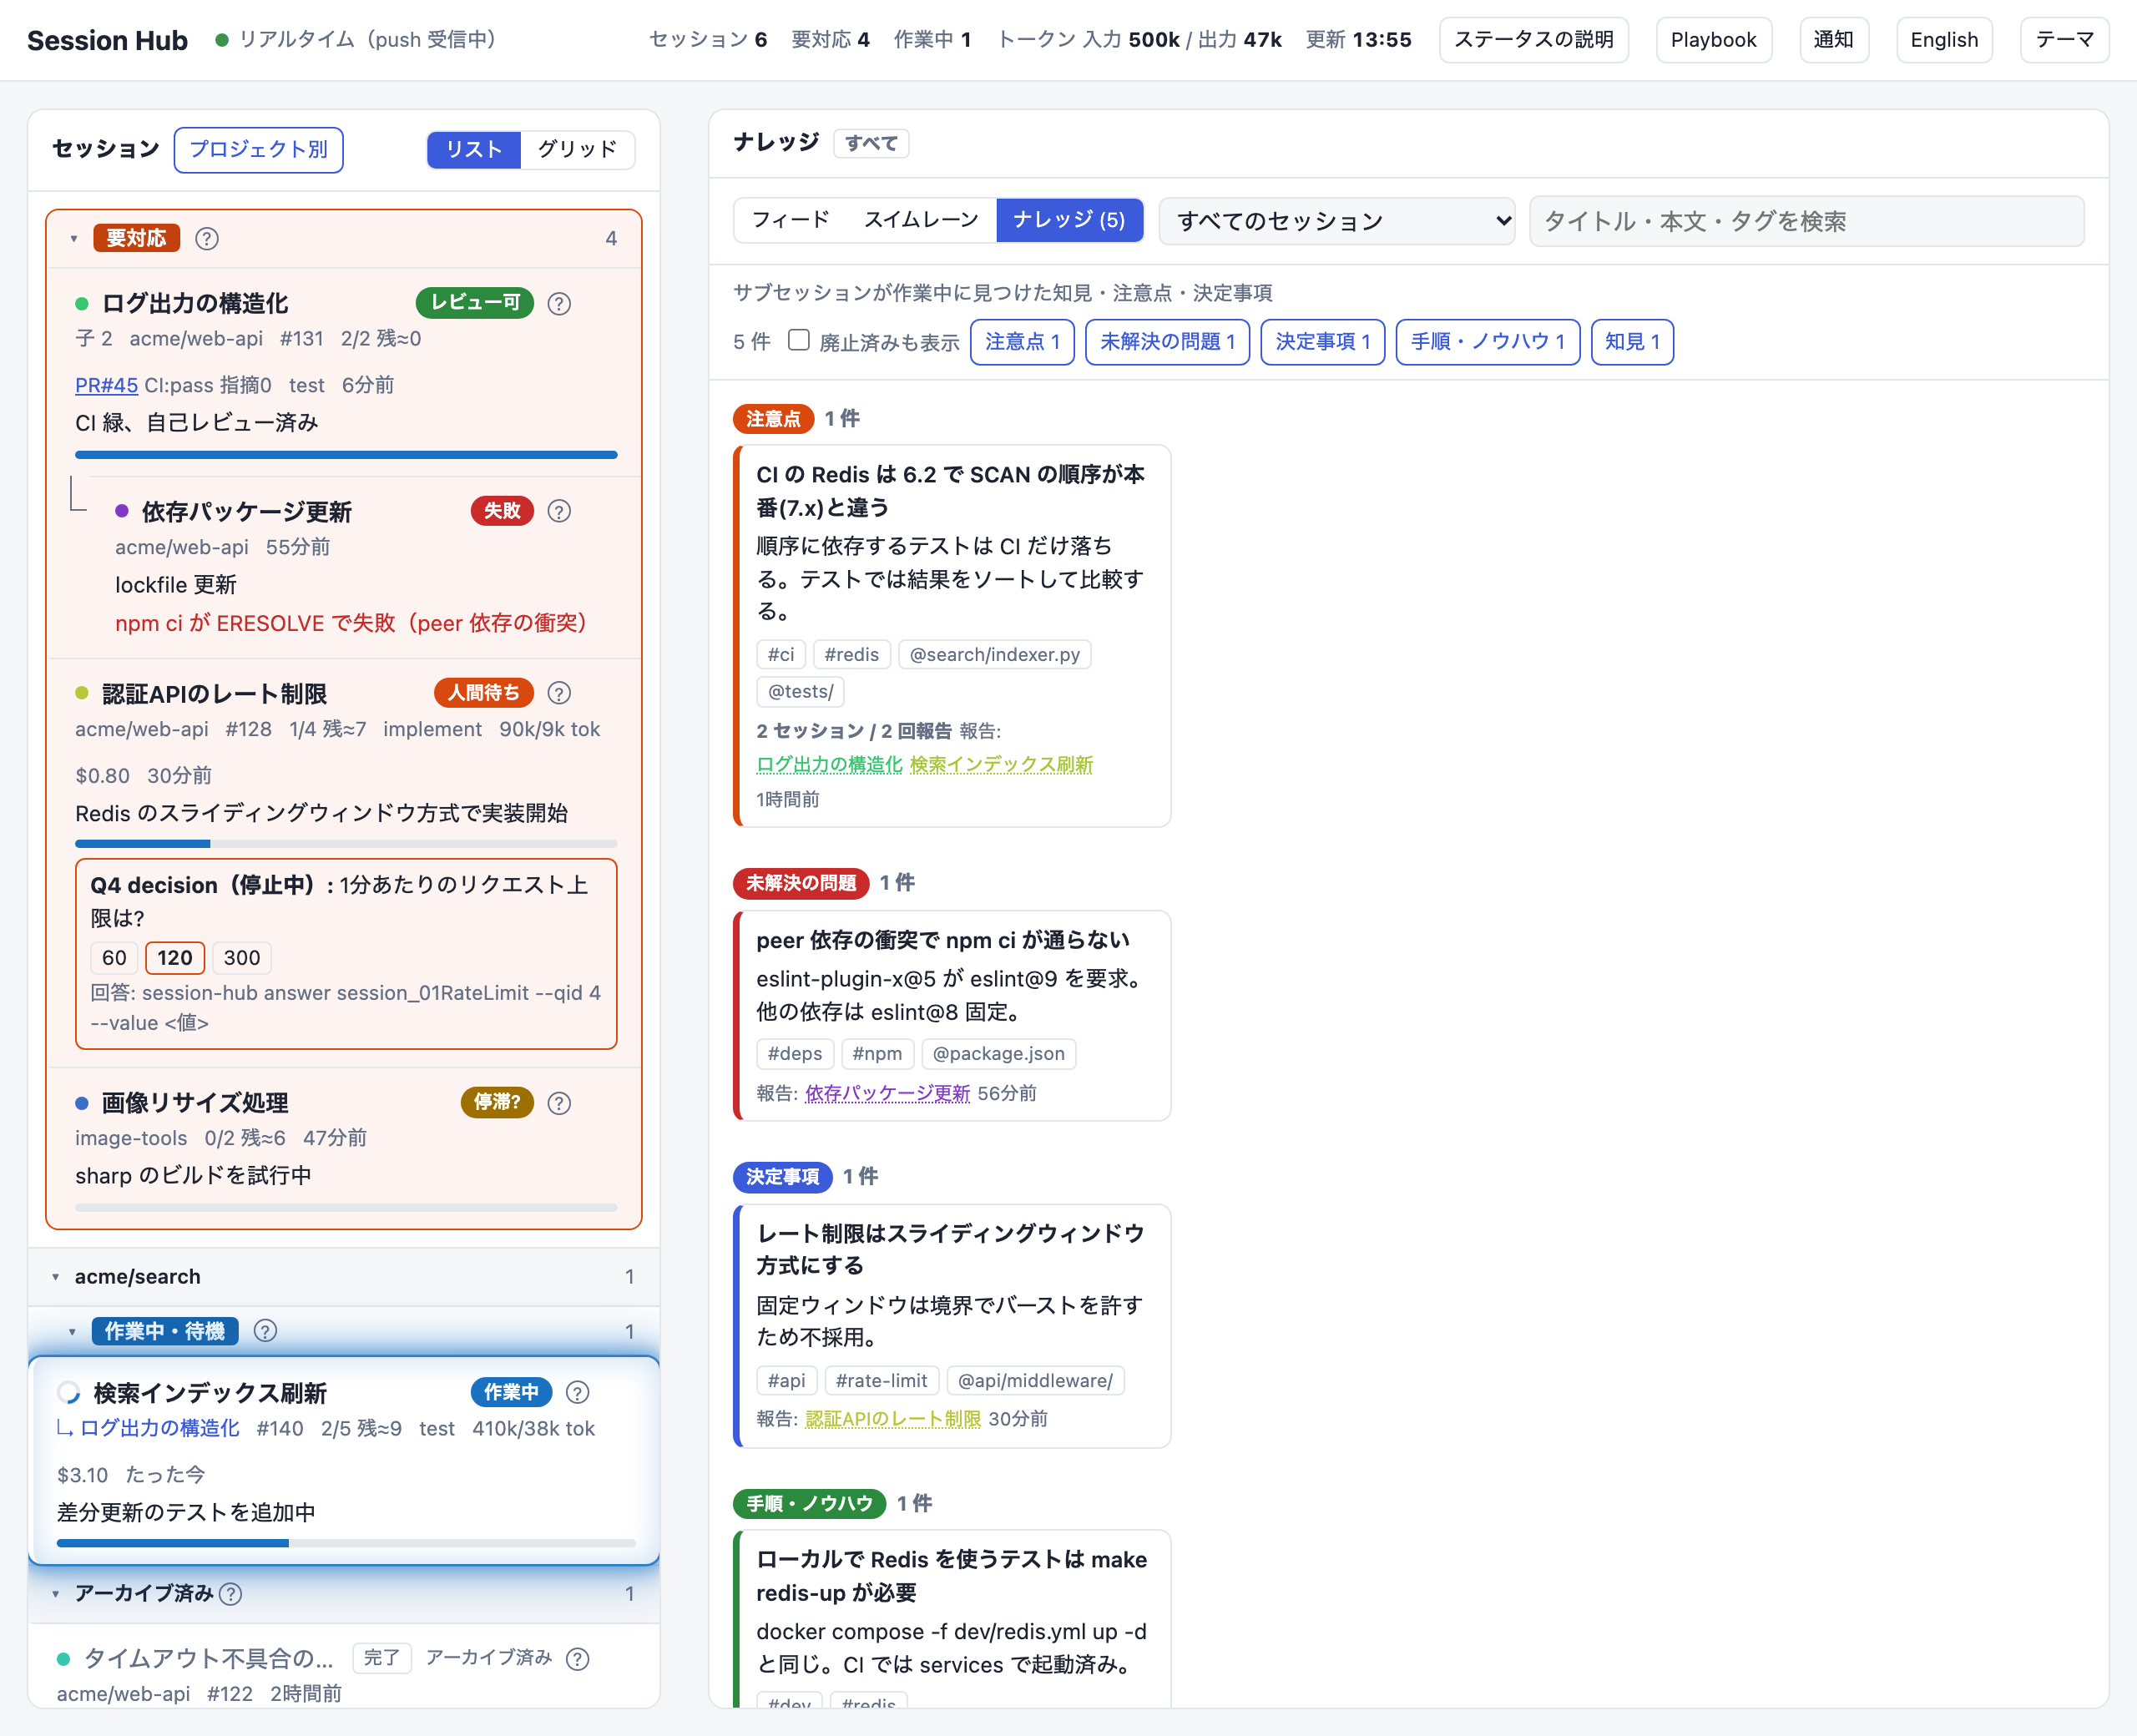 Session Hub
リアルタイム（push 受信中）
セッション 6 要対応 4 作業中 1 トークン 入力 500k / 出力 47k 更新 13:55
ステータスの説明
Playbook
通知
English
テーマ
セッション
プロジェクト別
リスト
グリッド
要対応 ? 4
ログ出力の構造化 レビュー可 ?
子 2 acme/web-api #131 2/2 残≈0
PR#45 CI:pass 指摘0 test 6分前
CI 緑、自己レビュー済み
依存パッケージ更新 失敗 ?
acme/web-api 55分前
lockfile 更新
npm ci が ERESOLVE で失敗（peer 依存の衝突）
認証APIのレート制限 人間待ち ?
acme/web-api #128 1/4 残≈7 implement 90k/9k tok
$0.80 30分前
Redis のスライディングウィンドウ方式で実装開始
Q4 decision（停止中）: 1分あたりのリクエスト上
限は?
60 120 300
回答: session-hub answer session_01RateLimit --qid 4
--value <値>
画像リサイズ処理 停滞? ?
image-tools 0/2 残≈6 47分前
sharp のビルドを試行中
acme/search 1
作業中・待機 ? 1
検索インデックス刷新 作業中 ?
ログ出力の構造化 #140 2/5 残≈9 test 410k/38k tok
$3.10 たった今
差分更新のテストを追加中
アーカイブ済み ? 1
タイムアウト不具合の... 完了 アーカイブ済み ?
acme/web-api #122 2時間前
ナレッジ すべて
フィード スイムレーン ナレッジ (5) すべてのセッション タイトル・本文・タグを検索
サブセッションが作業中に見つけた知見・注意点・決定事項
5 件 廃止済みも表示 注意点 1 未解決の問題 1 決定事項 1 手順・ノウハウ 1 知見 1
注意点 1 件
CI の Redis は 6.2 で SCAN の順序が本
番(7.x)と違う
順序に依存するテストは CI だけ落ち
る。テストでは結果をソートして比較す
る。
#ci #redis @search/indexer.py
@tests/
2 セッション / 2 回報告 報告:
ログ出力の構造化 検索インデックス刷新
1時間前
未解決の問題 1 件
peer 依存の衝突で npm ci が通らない
eslint-plugin-x@5 が eslint@9 を要求。
他の依存は eslint@8 固定。
#deps #npm @package.json
報告: 依存パッケージ更新 56分前
決定事項 1 件
レート制限はスライディングウィンドウ
方式にする
固定ウィンドウは境界でバーストを許す
ため不採用。
#api #rate-limit @api/middleware/
報告: 認証APIのレート制限 30分前
手順・ノウハウ 1 件
ローカルで Redis を使うテストは make
redis-up が必要
docker compose -f dev/redis.yml up -d
と同じ。CI では services で起動済み。
#dev #redis